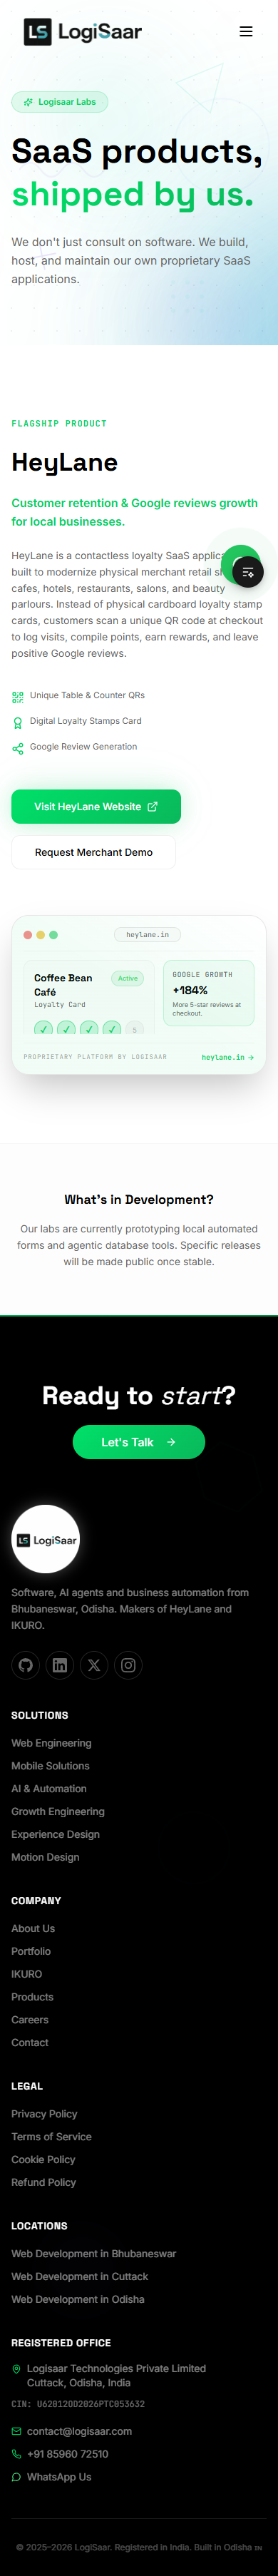 LS LogiSaar
Logisaar Labs
SaaS products,
shipped by us.
We don't just consult on software. We build,
host, and maintain our own proprietary SaaS
applications.
FLAGSHIP PRODUCT
HeyLane
Customer retention & Google reviews growth
for local businesses.
HeyLane is a contactless loyalty SaaS
built to modernize physical merchant retail
cafes, hotels, restaurants, salons, and beauty
parlours. Instead of physical cardboard loyalty stamp
cards, customers scan a unique QR code at checkout
to log visits, compile points, earn rewards, and leave
positive Google reviews.
Unique Table & Counter QRs
Digital Loyalty Stamps Card
Google Review Generation
Visit HeyLane Website
Request Merchant Demo
heylane.in
Coffee Bean
Café
Active
Loyalty Card
5
GOOGLE GROWTH
+184%
More 5-star reviews at
checkout.
PROPRIETARY PLATFORM BY LOGISAAR
heylane.in →
What's in Development?
Our labs are currently prototyping local automated
forms and agentic database tools. Specific releases
will be made public once stable.
Ready to start?
Let's Talk →
LS LogiSaar
Software, AI agents and business automation from
Bhubaneswar, Odisha. Makers of HeyLane and
IKURO.
SOLUTIONS
Web Engineering
Mobile Solutions
AI & Automation
Growth Engineering
Experience Design
Motion Design
COMPANY
About Us
Portfolio
IKURO
Products
Careers
Contact
LEGAL
Privacy Policy
Terms of Service
Cookie Policy
Refund Policy
LOCATIONS
Web Development in Bhubaneswar
Web Development in Cuttack
Web Development in Odisha
REGISTERED OFFICE
Logisaar Technologies Private Limited
Cuttack, Odisha, India
CIN: U62012OD2026PTC053632
contact@logisaar.com
+91 85960 72510
WhatsApp Us
© 2025–2026 LogiSaar. Registered in India. Built in Odisha IN